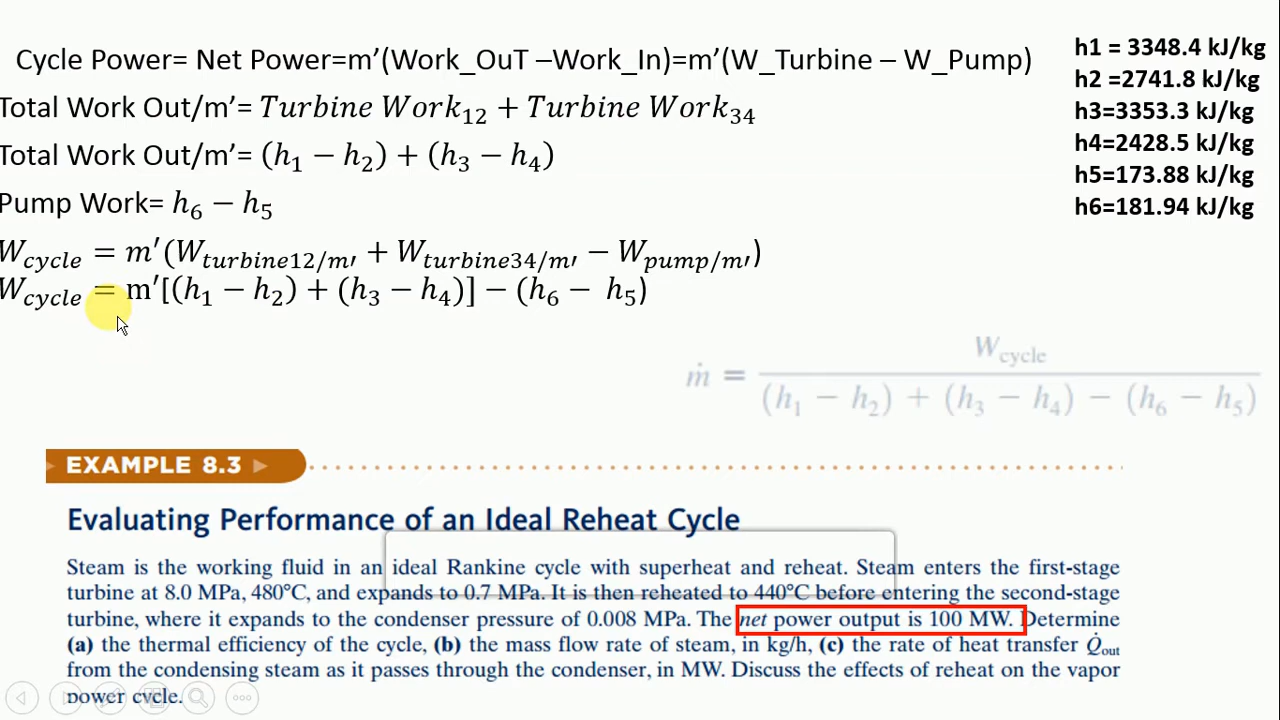 Cycle Power= Net Power=m’(Work_OuT –Work_In)=m’(W_Turbine – W_Pump)
Total Work Out/m’= Turbine Work₁₂ + Turbine Work₃₄
Total Work Out/m’= (h₁ − h₂) + (h₃ − h₄)
Pump Work= h₆ − h₅
W_cycle = m′(W_turbine12/m′ + W_turbine34/m′ − W_pump/m′)
W_cycle = m′[(h₁ − h₂) + (h₃ − h₄)] − (h₆ − h₅)
h1 = 3348.4 kJ/kg
h2 =2741.8 kJ/kg
h3=3353.3 kJ/kg
h4=2428.5 kJ/kg
h5=173.88 kJ/kg
h6=181.94 kJ/kg
ṁ = W_cycle / (h₁ − h₂) + (h₃ − h₄) − (h₆ − h₅)
EXAMPLE 8.3
Evaluating Performance of an Ideal Reheat Cycle
Steam is the working fluid in an ideal Rankine cycle with superheat and reheat. Steam enters the first-stage
turbine at 8.0 MPa, 480°C, and expands to 0.7 MPa. It is then reheated to 440°C before entering the second-stage
turbine, where it expands to the condenser pressure of 0.008 MPa. The net power output is 100 MW. Determine
(a) the thermal efficiency of the cycle, (b) the mass flow rate of steam, in kg/h, (c) the rate of heat transfer Q̇out
from the condensing steam as it passes through the condenser, in MW. Discuss the effects of reheat on the vapor
power cycle.